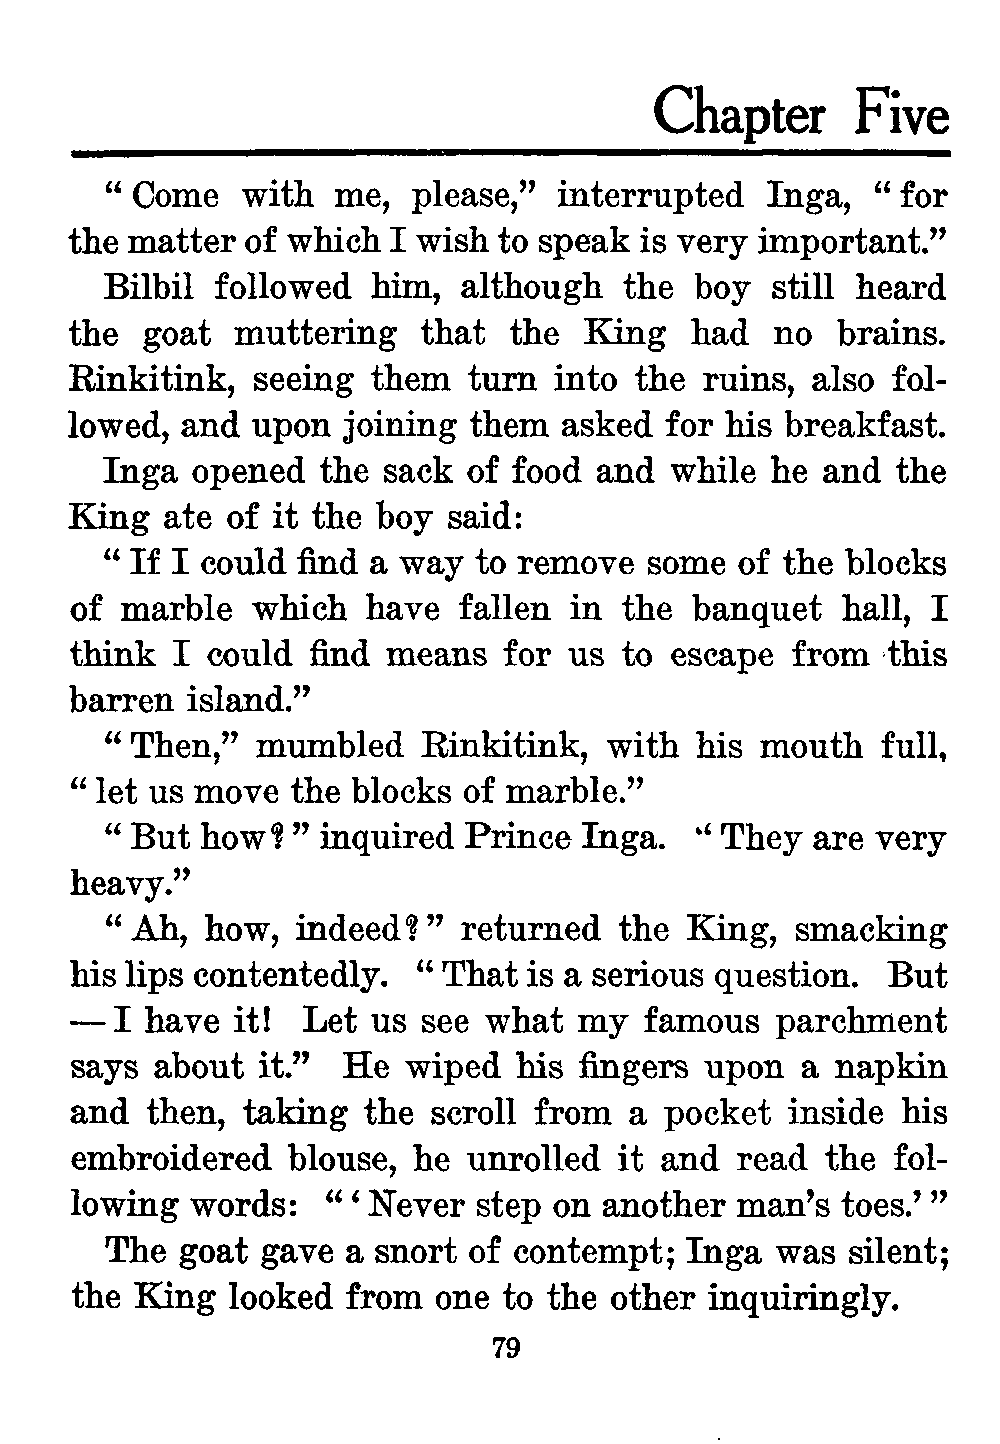 Chapter Five
“ Come with me, please,” interrupted Inga, “ for
the matter of which I wish to speak is very important.”
Bilbil followed him, although the boy still heard
the goat muttering that the King had no brains.
Rinkitink, seeing them turn into the ruins, also fol-
lowed, and upon joining them asked for his breakfast.
Inga opened the sack of food and while he and the
King ate of it the boy said:
“ If I could find a way to remove some of the blocks
of marble which have fallen in the banquet hall, I
think I could find means for us to escape from this
barren island.”
“ Then,” mumbled Rinkitink, with his mouth full,
“ let us move the blocks of marble.”
“ But how? ” inquired Prince Inga. “ They are very
heavy.”
“ Ah, how, indeed? ” returned the King, smacking
his lips contentedly. “ That is a serious question. But
— I have it! Let us see what my famous parchment
says about it.” He wiped his fingers upon a napkin
and then, taking the scroll from a pocket inside his
embroidered blouse, he unrolled it and read the fol-
lowing words: “ ‘ Never step on another man’s toes.’ ”
The goat gave a snort of contempt; Inga was silent;
the King looked from one to the other inquiringly.
79